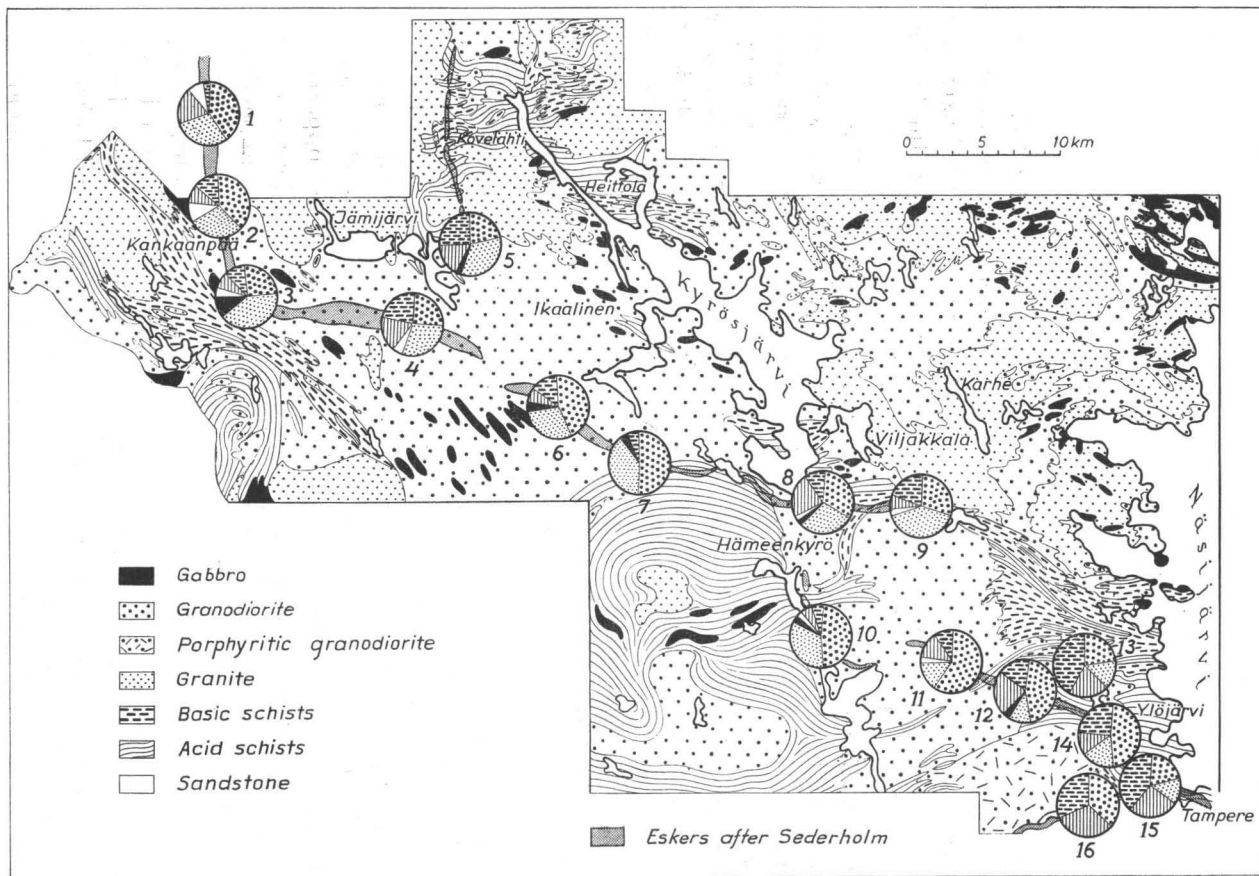 1
0 5 10 km
Kovelahti
Heittola
Jämijärvi
2
Kankaanpää
5
3
Kyrösjärvi
Ikaalinen
4
Karhe
6
Viljakkala
7
8
9
Näsijärvi
Hämeenkyrö
10
11
12
13
Ylöjärvi
14
15
16
Tampere
Gabbro
Granodiorite
Porphyritic granodiorite
Granite
Basic schists
Acid schists
Sandstone
Eskers after Sederholm